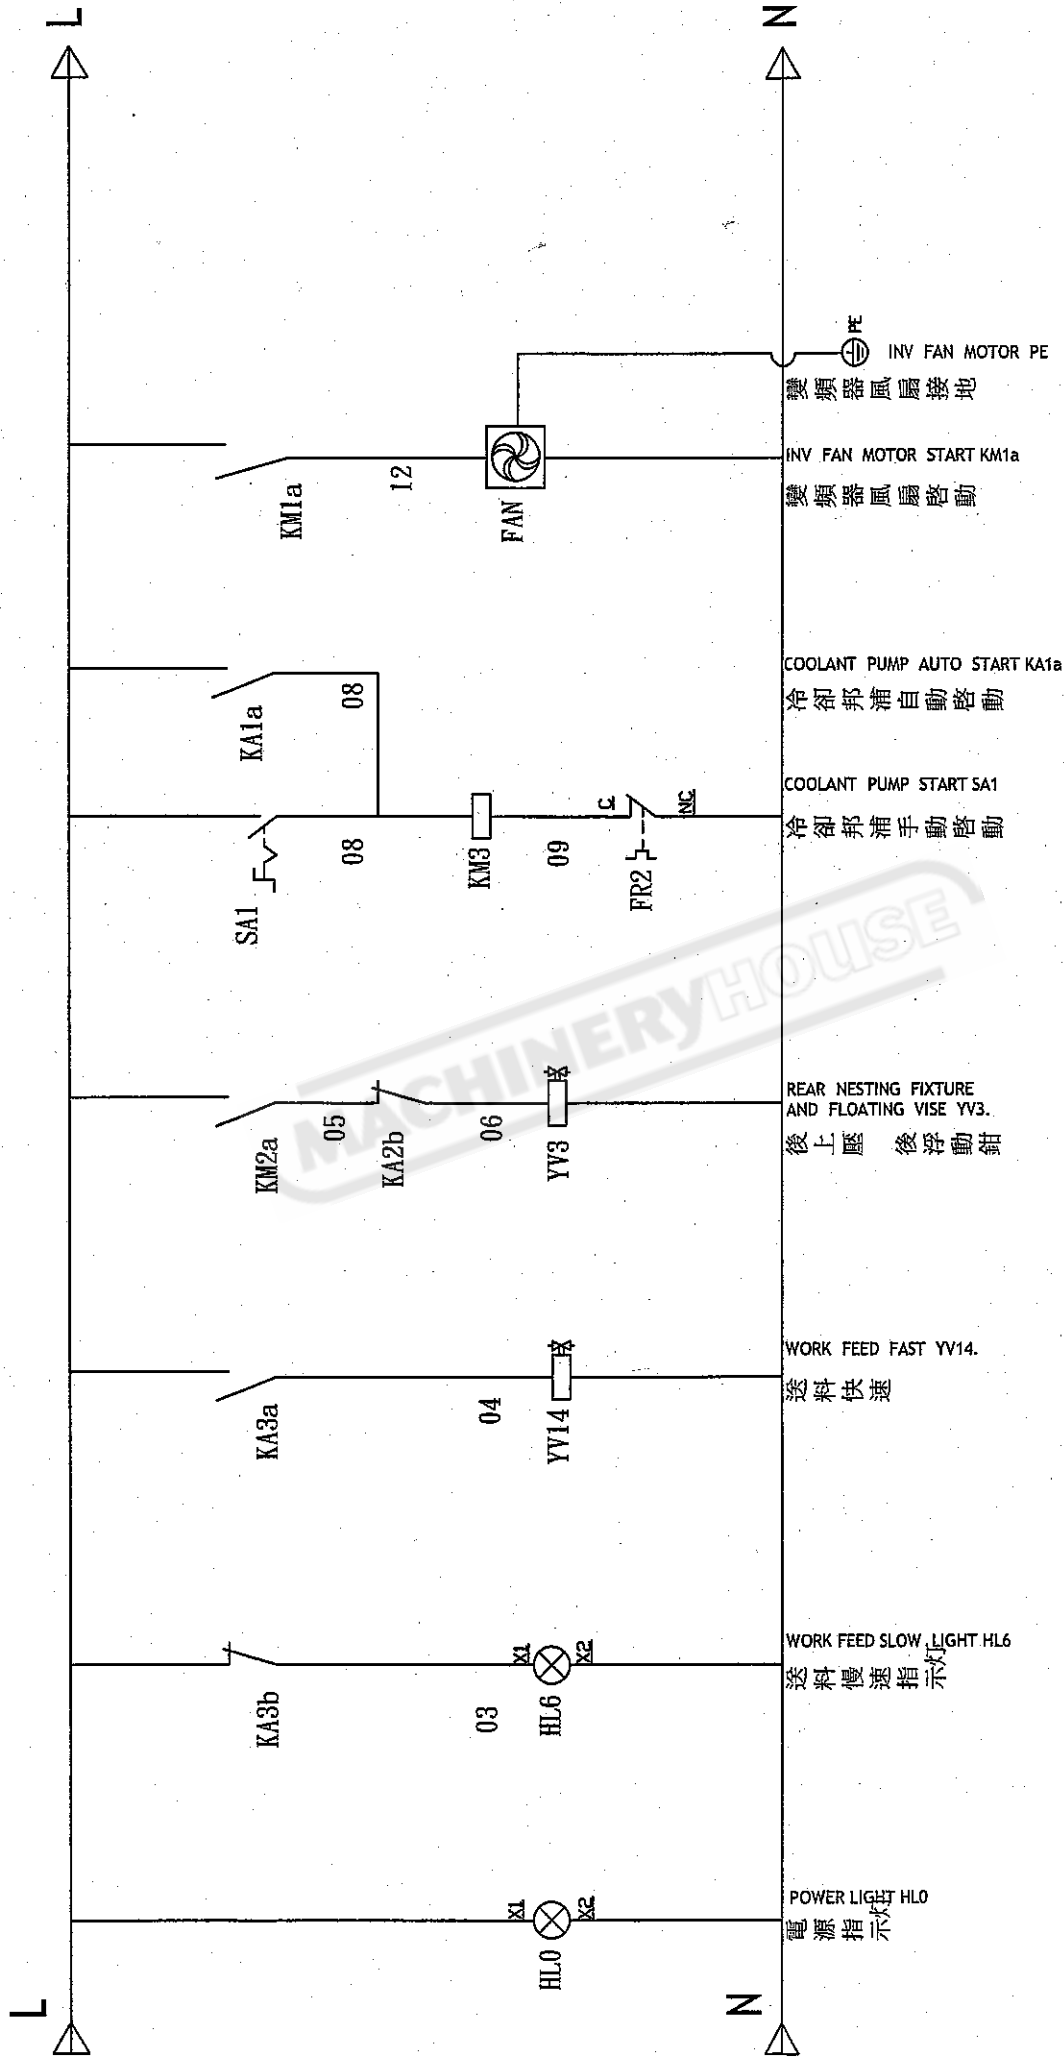 L
N
PE
INV FAN MOTOR PE
變頻器風扇接地
KM1a
12
FAN
INV FAN MOTOR START KM1a
變頻器風扇啓動
KA1a
08
COOLANT PUMP AUTO START KA1a
冷卻邦浦自動啓動
SA1
08
KM3
09
C
NC
FR2
COOLANT PUMP START SA1
冷卻邦浦手動啓動
MACHINERYHOUSE
KM2a
05
KA2b
06
YV3
REAR NESTING FIXTURE
AND FLOATING VISE YV3.
後上壓 後浮動鉗
KA3a
04
YV14
WORK FEED FAST YV14.
送料快速
KA3b
03
X1
X2
HL6
WORK FEED SLOW LIGHT HL6
送料慢速指示灯
X1
X2
HL0
POWER LIGHT HL0
電源指示灯
L
N